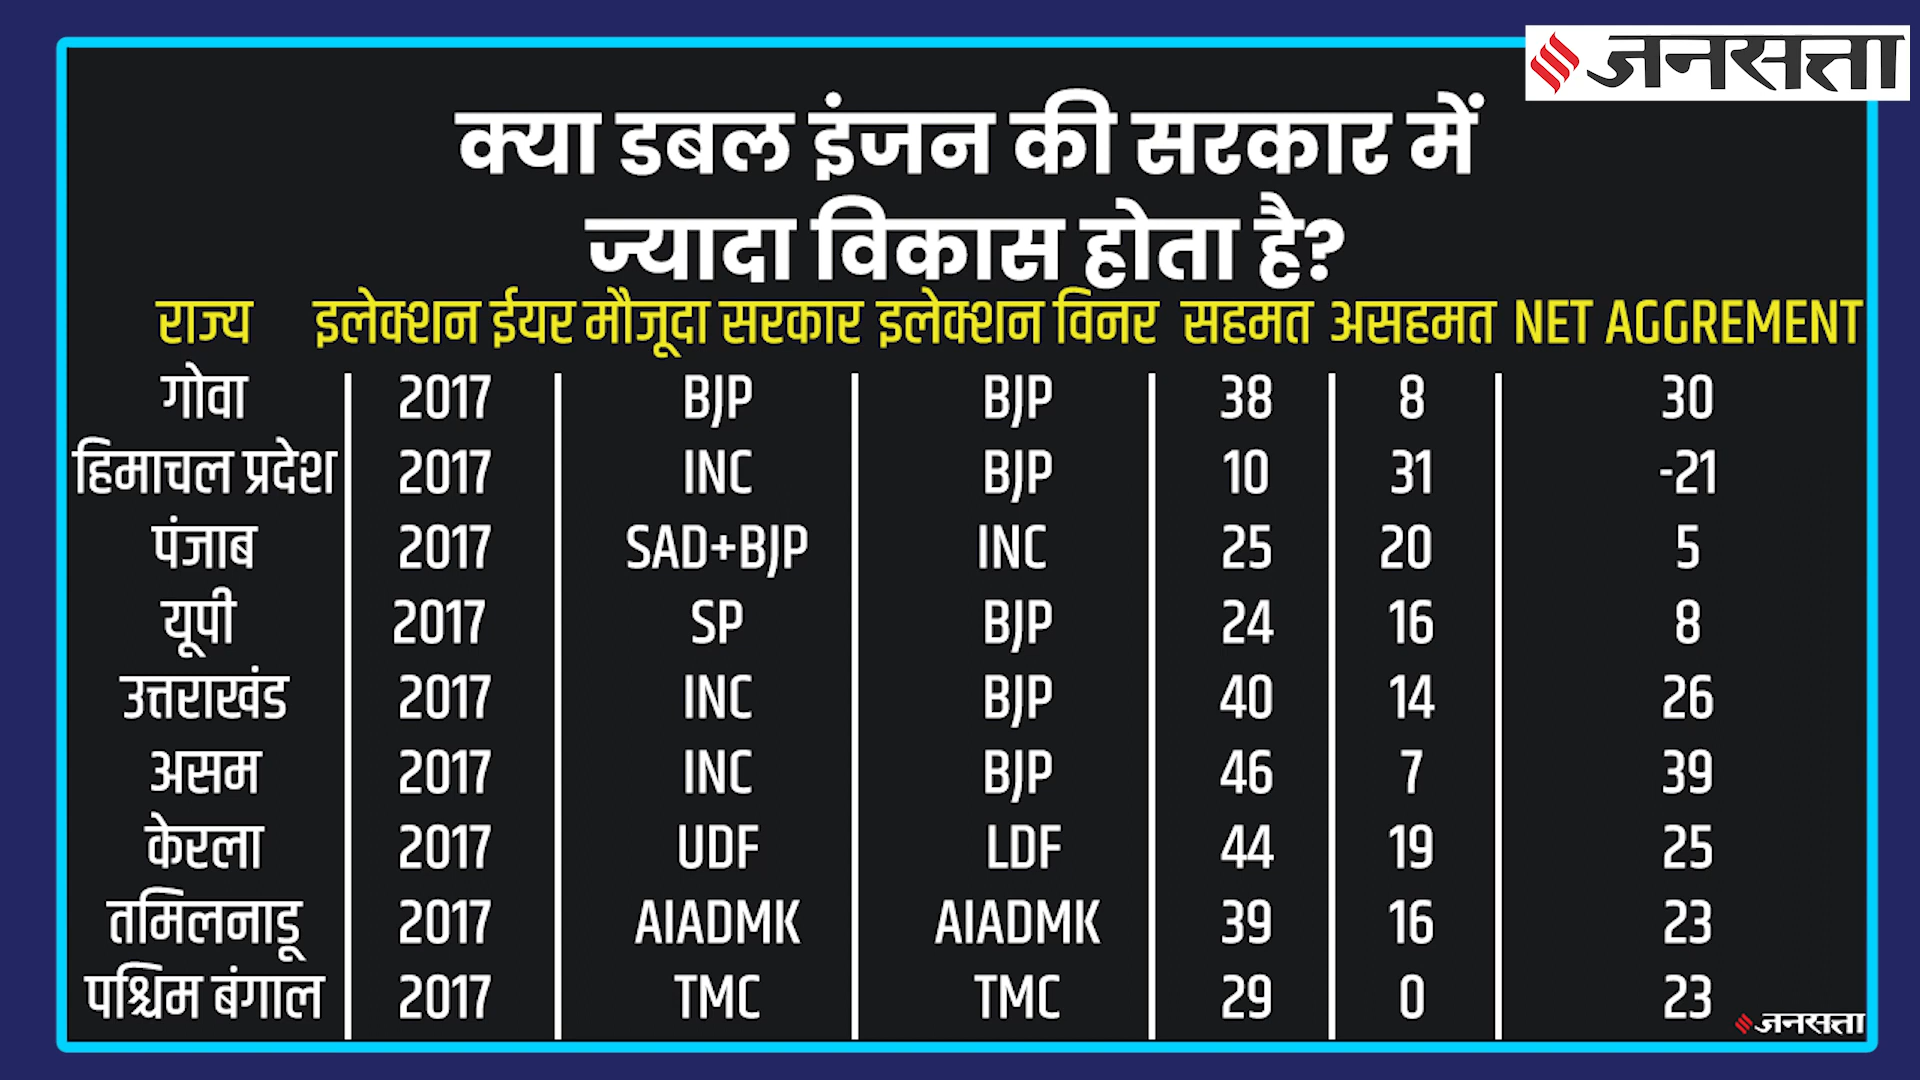 जनसत्ता
क्या डबल इंजन की सरकार में
ज्यादा विकास होता है?
राज्य इलेक्शन ईयर मौजूदा सरकार इलेक्शन विनर सहमत असहमत NET AGGREMENT
गोवा 2017 BJP BJP 38 8 30
हिमाचल प्रदेश 2017 INC BJP 10 31 -21
पंजाब 2017 SAD+BJP INC 25 20 5
यूपी 2017 SP BJP 24 16 8
उत्तराखंड 2017 INC BJP 40 14 26
असम 2017 INC BJP 46 7 39
केरला 2017 UDF LDF 44 19 25
तमिलनाडू 2017 AIADMK AIADMK 39 16 23
पश्चिम बंगाल 2017 TMC TMC 29 0 23
जनसत्ता